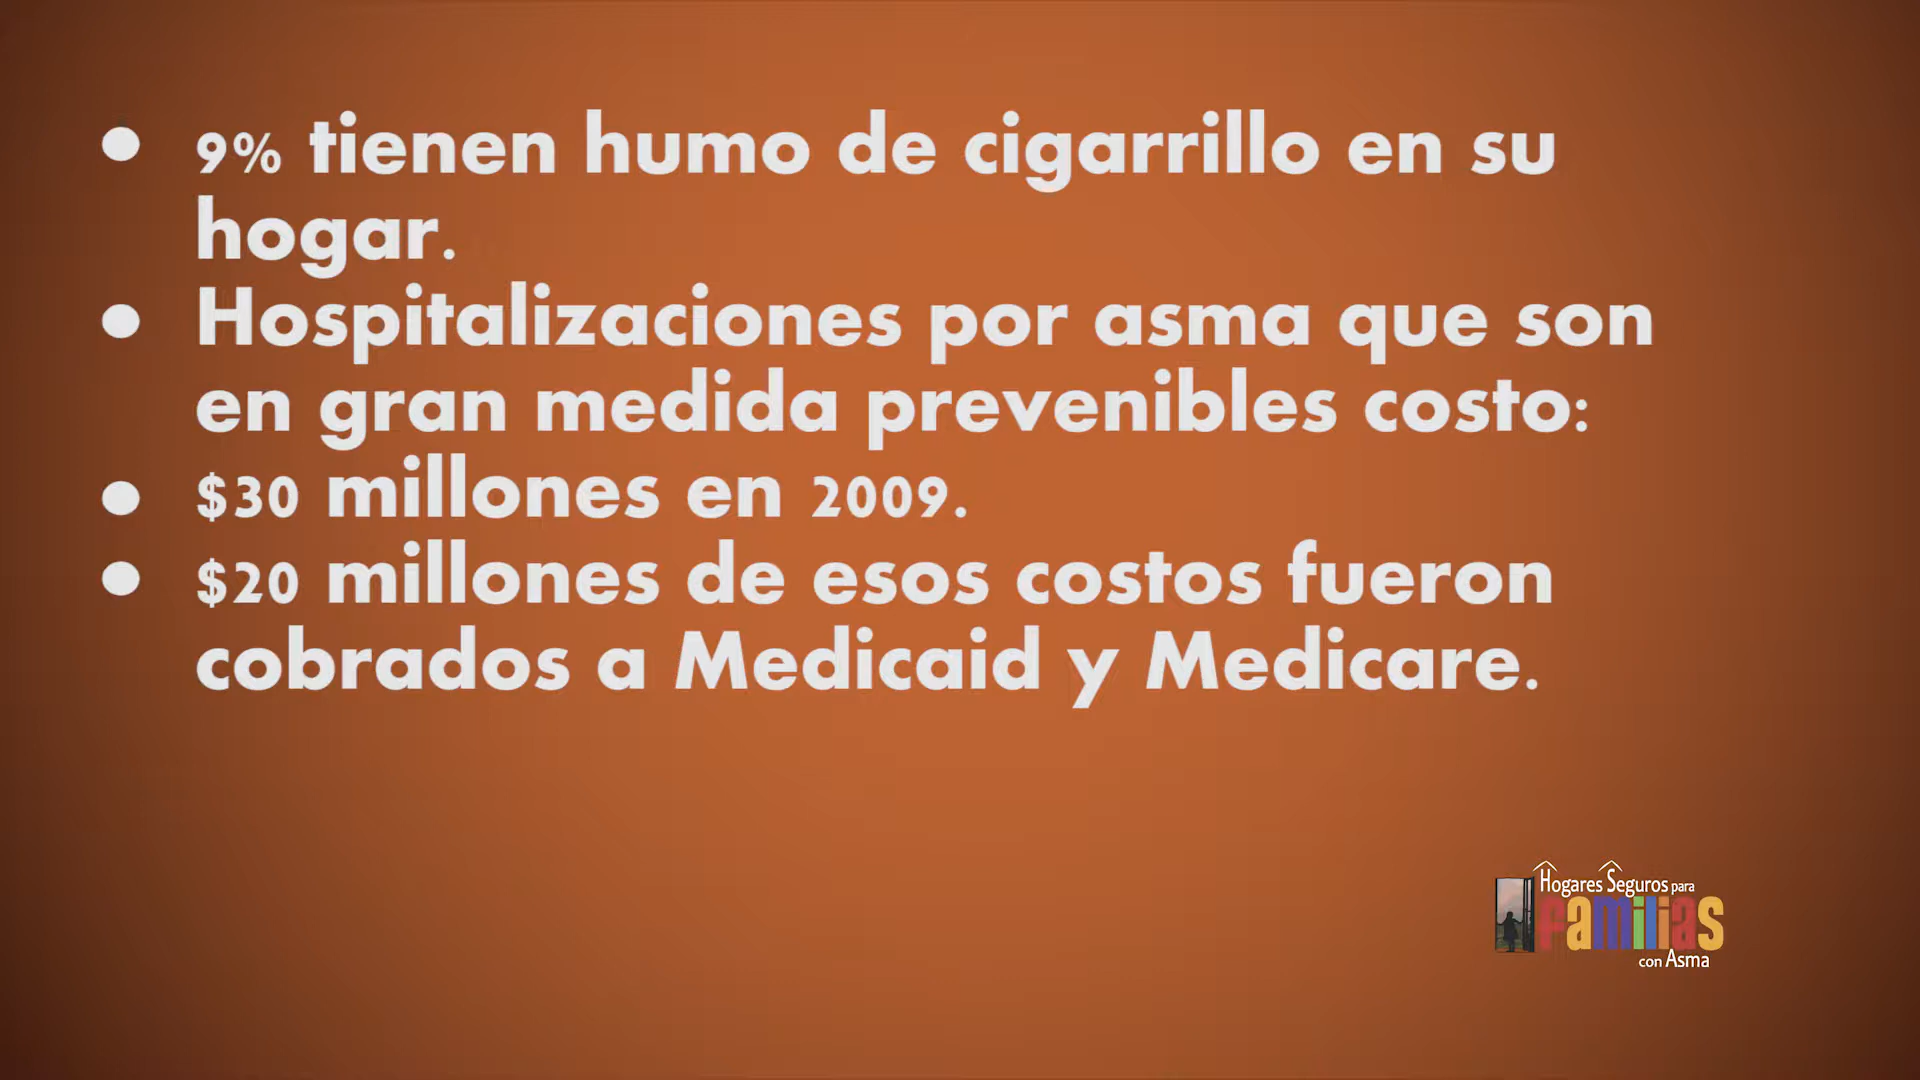 • 9% tienen humo de cigarrillo en su
hogar.
• Hospitalizaciones por asma que son
en gran medida prevenibles costo:
• $30 millones en 2009.
• $20 millones de esos costos fueron
cobrados a Medicaid y Medicare.
Hogares Seguros para
Familias
con Asma